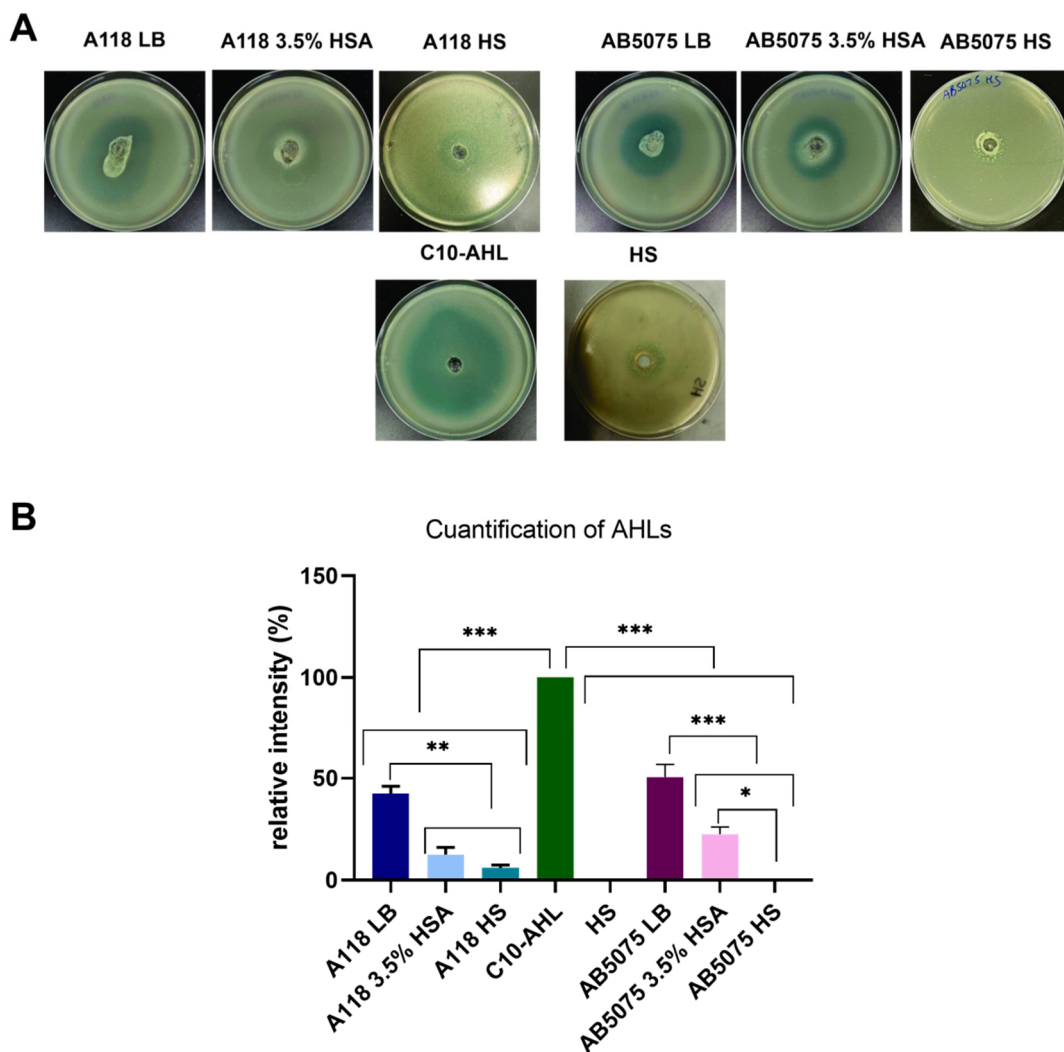 A
A118 LB
A118 3.5% HSA
A118 HS
AB5075 LB
AB5075 3.5% HSA
AB5075 HS
AB5075 HS
C10-AHL
HS
HS
B
Cuantification of AHLs
relative intensity (%)
150
100
50
0
***
***
**
***
*
A118 LB
A118 3.5% HSA
A118 HS
C10-AHL
HS
AB5075 LB
AB5075 3.5% HSA
AB5075 HS